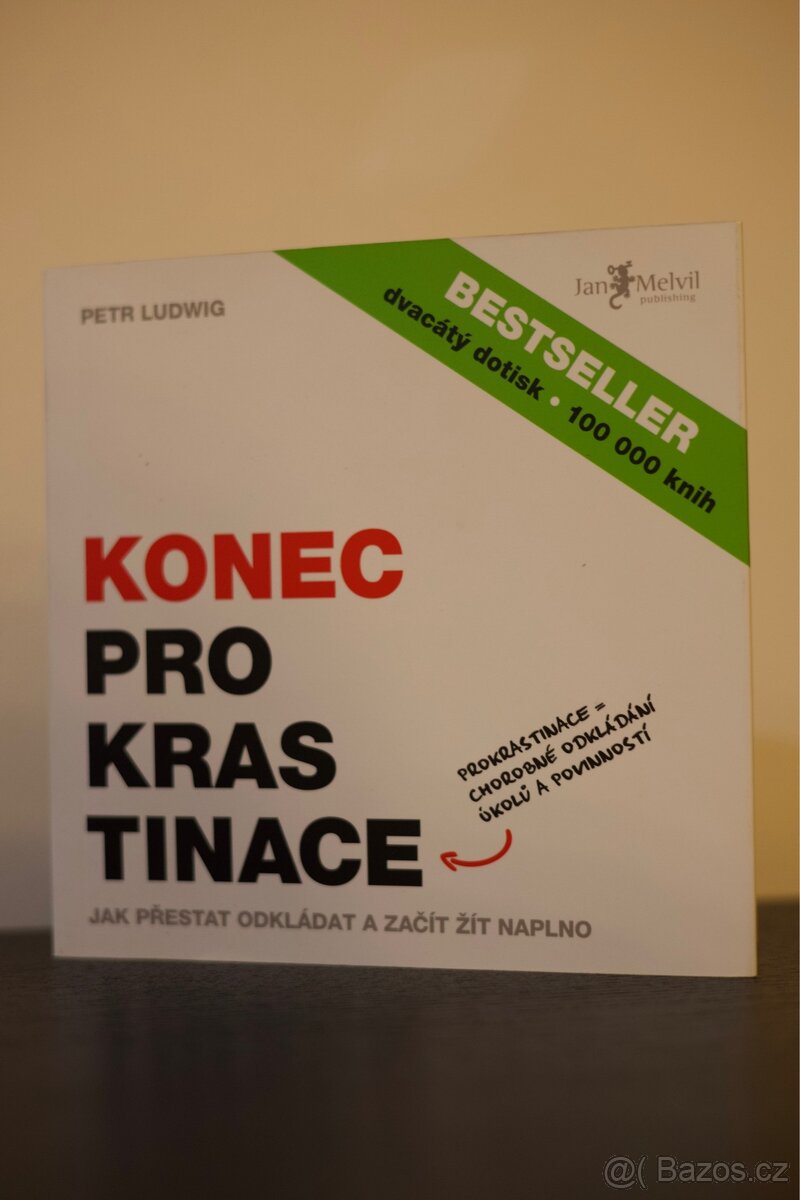 PETR LUDWIG
Jan Melvil
publishing
BESTSELLER
dvacátý dotisk • 100 000 knih
KONEC
PRO
KRAS
TINACE
PROKRASTINACE =
CHOROBNÉ ODKLÁDÁNÍ
ÚKOLŮ A POVINNOSTÍ
JAK PŘESTAT ODKLÁDAT A ZAČÍT ŽÍT NAPLNO
@( Bazos.cz